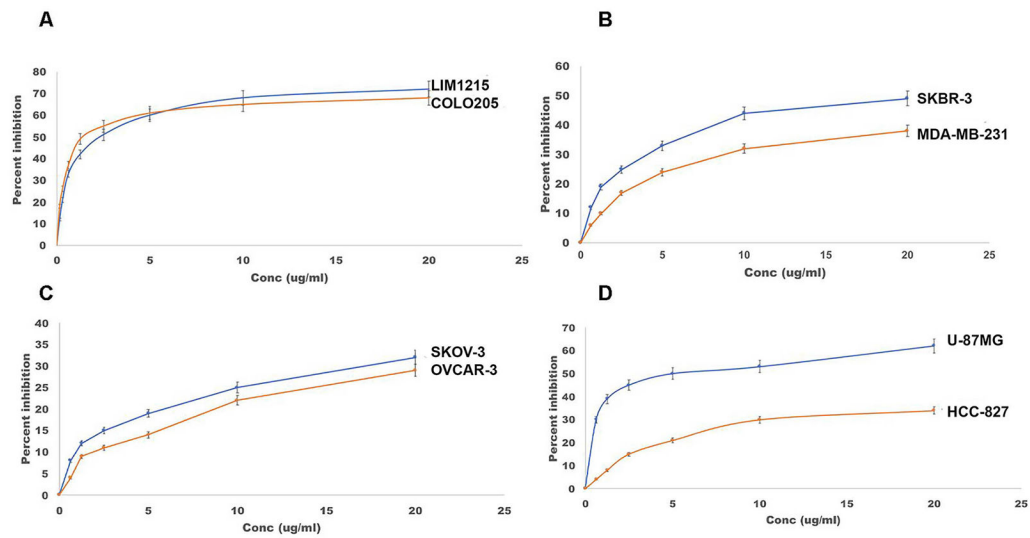 A
80
70
60
50
40
30
20
10
0
Percent inhibition
0 5 10 15 20 25
Conc (ug/ml)
LIM1215
COLO205
B
60
50
40
30
20
10
0
Percent inhibition
0 5 10 15 20 25
Conc (ug/ml)
SKBR-3
MDA-MB-231
C
40
35
30
25
20
15
10
5
0
Percent inhibition
0 5 10 15 20 25
Conc (ug/ml)
SKOV-3
OVCAR-3
D
70
60
50
40
30
20
10
0
Percent inhibition
0 5 10 15 20 25
Conc (ug/ml)
U-87MG
HCC-827